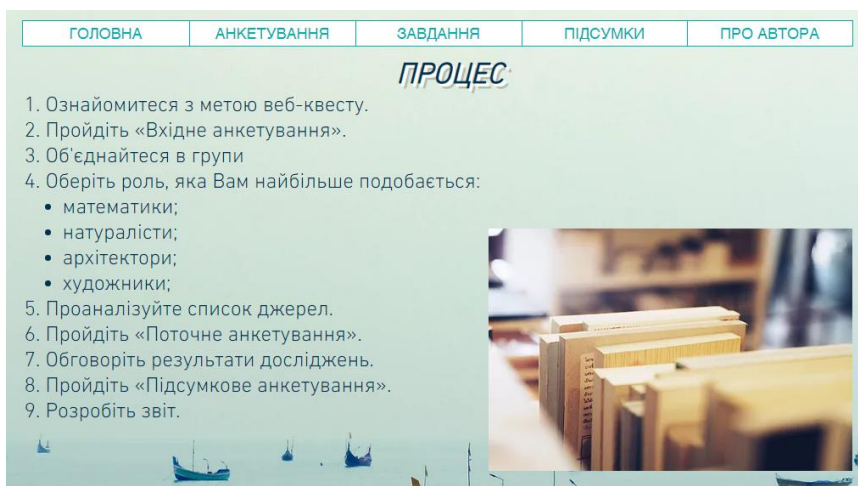 ГОЛОВНА АНКЕТУВАННЯ ЗАВДАННЯ ПІДСУМКИ ПРО АВТОРА
ПРОЦЕС
1. Ознайомитеся з метою веб-квесту.
2. Пройдіть «Вхідне анкетування».
3. Об'єднайтеся в групи
4. Оберіть роль, яка Вам найбільше подобається:
• математики;
• натуралісти;
• архітектори;
• художники;
5. Проаналізуйте список джерел.
6. Пройдіть «Поточне анкетування».
7. Обговоріть результати досліджень.
8. Пройдіть «Підсумкове анкетування».
9. Розробіть звіт.